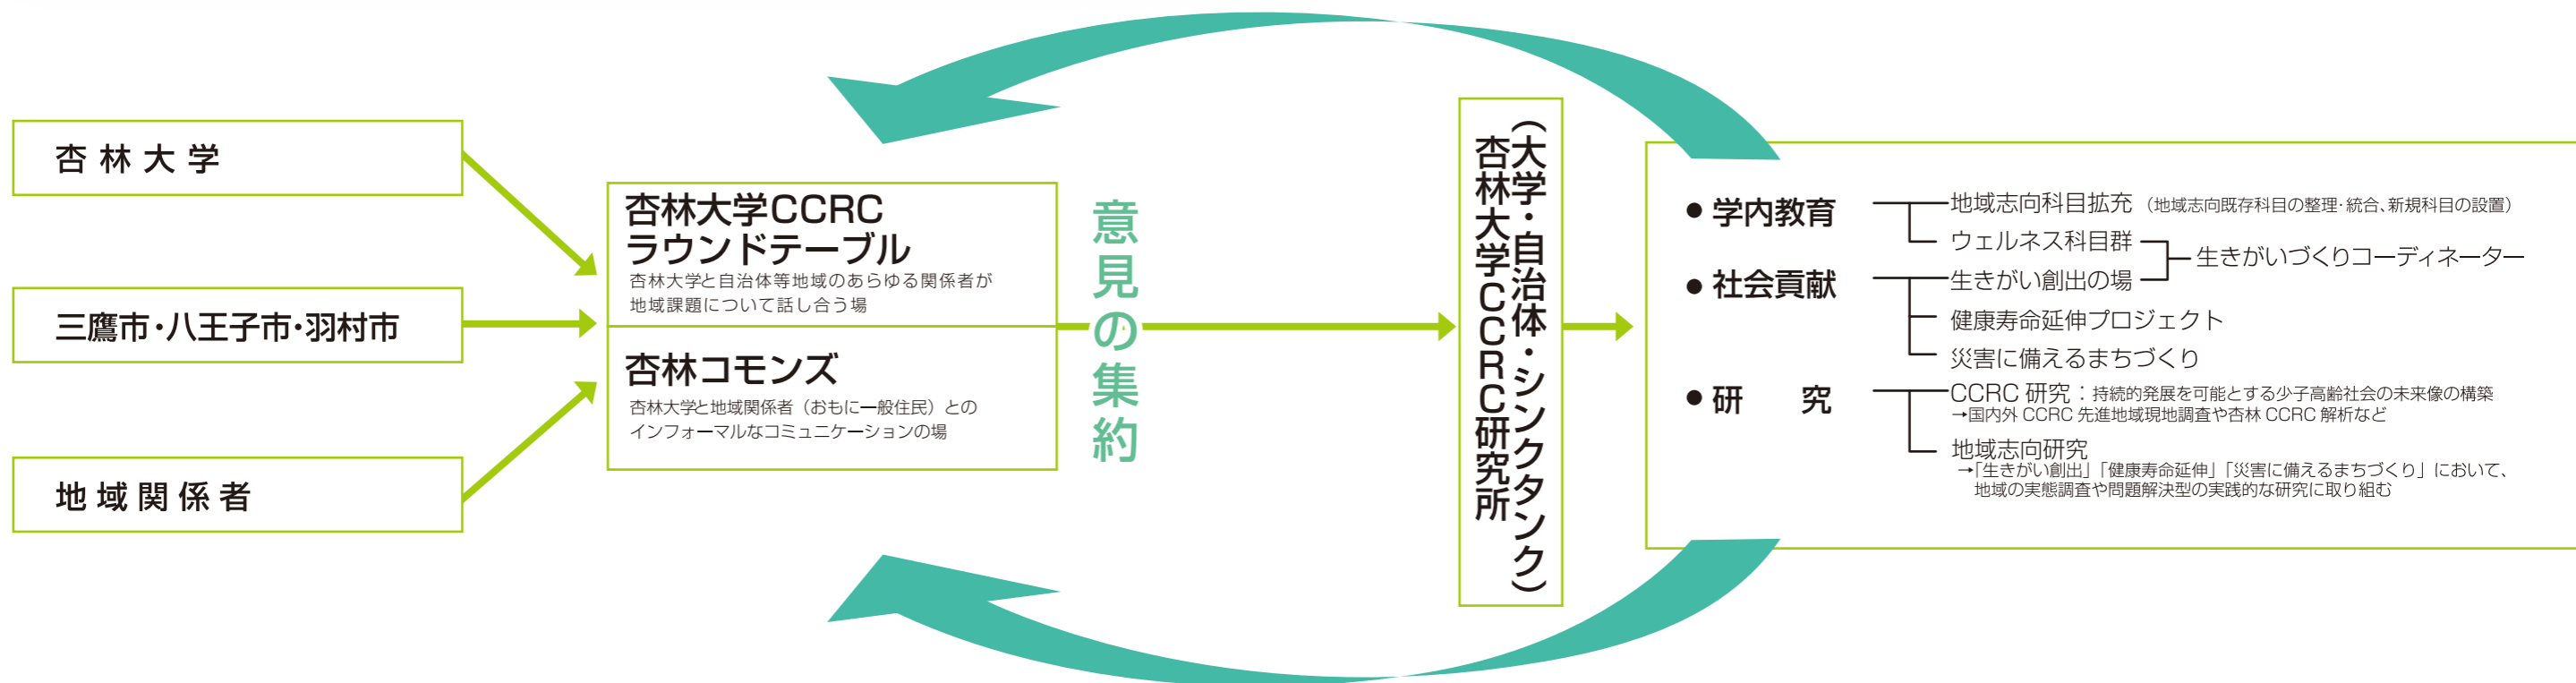 杏林大学
三鷹市・八王子市・羽村市
地域関係者
杏林大学CCRC
ラウンドテーブル
杏林大学と自治体等地域のあらゆる関係者が
地域課題について話し合う場
杏林コモンズ
杏林大学と地域関係者（おもに一般住民）との
インフォーマルなコミュニケーションの場
意見の集約
（大学・自治体・シンクタンク）
杏林大学CCRC研究所
●学内教育
地域志向科目拡充（地域志向既存科目の整理・統合、新規科目の設置）
ウェルネス科目群
生きがいづくりコーディネーター
●社会貢献
生きがい創出の場
健康寿命延伸プロジェクト
災害に備えるまちづくり
●研　究
CCRC 研究：持続的発展を可能とする少子高齢社会の未来像の構築
→国内外 CCRC 先進地域現地調査や杏林 CCRC 解析など
地域志向研究
→「生きがい創出」「健康寿命延伸」「災害に備えるまちづくり」において、
地域の実態調査や問題解決型の実践的な研究に取り組む